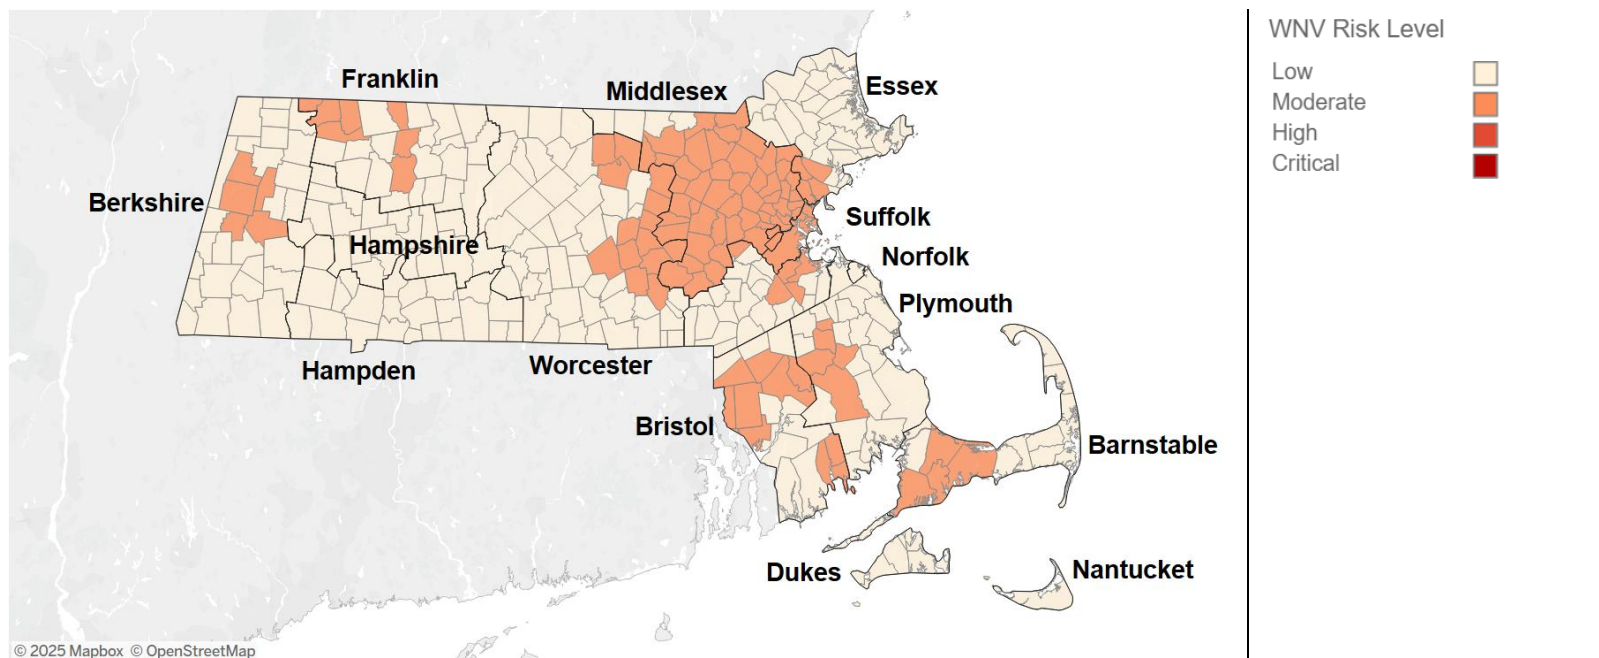 WNV Risk Level
Low
Moderate
High
Critical
Franklin
Middlesex
Essex
Berkshire
Suffolk
Hampshire
Norfolk
Plymouth
Hampden
Worcester
Bristol
Barnstable
Dukes
Nantucket
© 2025 Mapbox © OpenStreetMap